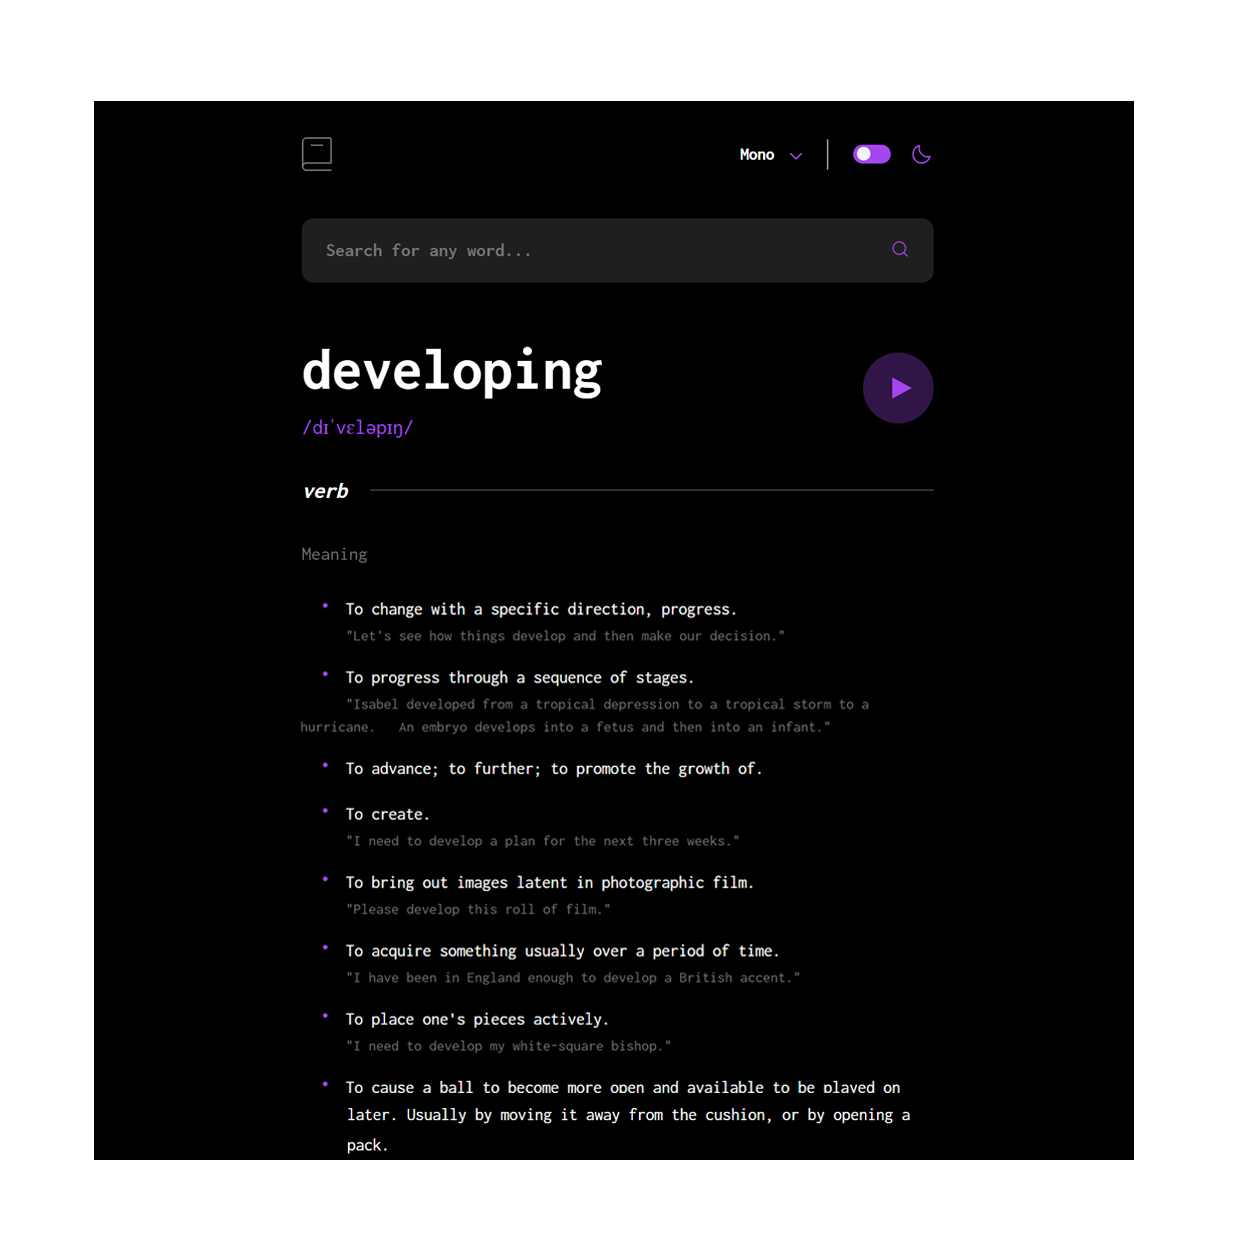 Mono
Search for any word...
developing
/dɪˈvɛləpɪŋ/
verb
Meaning
• To change with a specific direction, progress.
"Let's see how things develop and then make our decision."
• To progress through a sequence of stages.
"Isabel developed from a tropical depression to a tropical storm to a
hurricane. An embryo develops into a fetus and then into an infant."
• To advance; to further; to promote the growth of.
• To create.
"I need to develop a plan for the next three weeks."
• To bring out images latent in photographic film.
"Please develop this roll of film."
• To acquire something usually over a period of time.
"I have been in England enough to develop a British accent."
• To place one's pieces actively.
"I need to develop my white-square bishop."
• To cause a ball to become more open and available to be played on
later. Usually by moving it away from the cushion, or by opening a
pack.